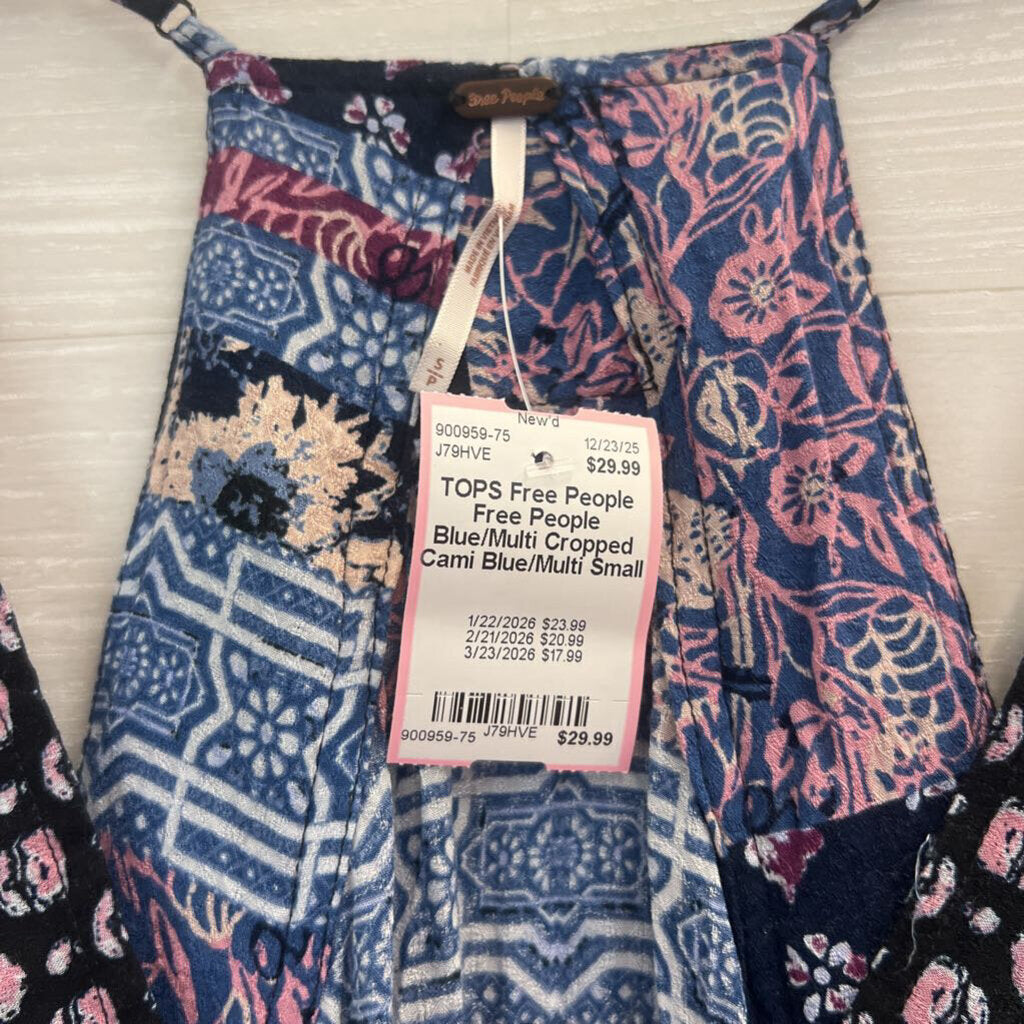 Free People
S/P
New'd
900959-75
12/23/25
J79HVE
$29.99
TOPS Free People
Free People
Blue/Multi Cropped
Cami Blue/Multi Small
1/22/2026 $23.99
2/21/2026 $20.99
3/23/2026 $17.99
900959-75 J79HVE $29.99